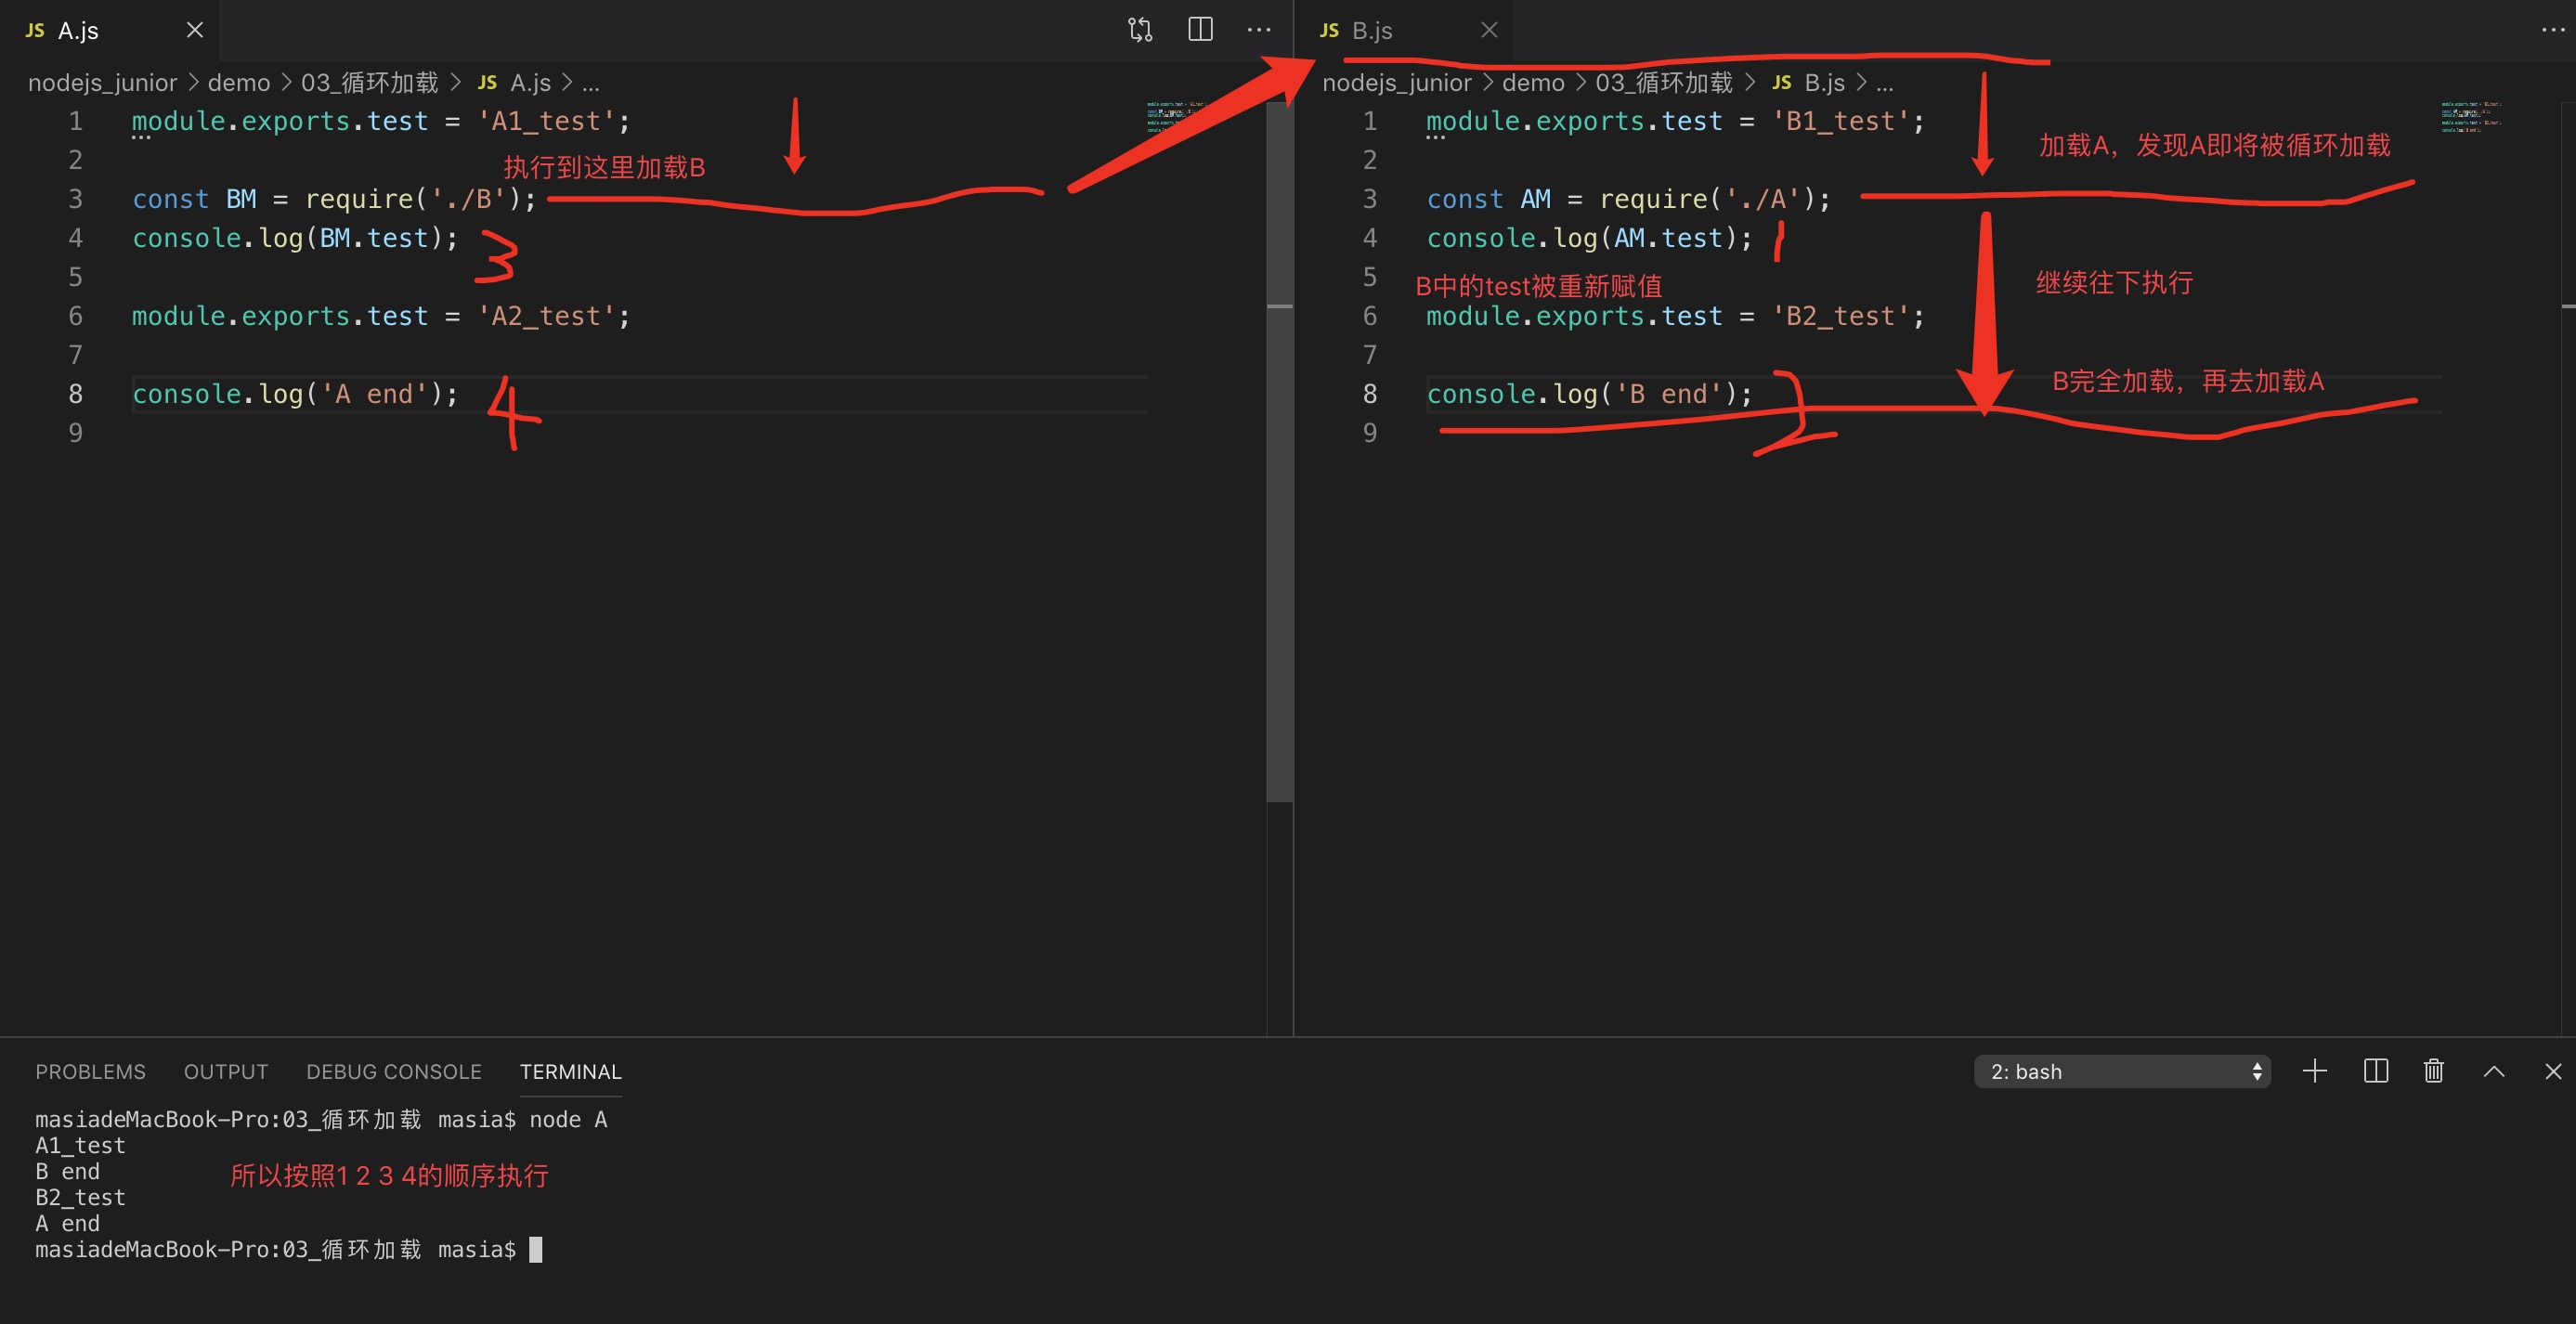 JS A.js
nodejs_junior > demo > 03_循环加载 > JS A.js > ...
1 module.exports.test = 'A1_test';
2
执行到这里加载B
3 const BM = require('./B');
4 console.log(BM.test);
3
5
6 module.exports.test = 'A2_test';
7
8 console.log('A end');
4
9
JS B.js
nodejs_junior > demo > 03_循环加载 > JS B.js > ...
1 module.exports.test = 'B1_test';
加载A，发现A即将被循环加载
2
3 const AM = require('./A');
4 console.log(AM.test);
1
5
B中的test被重新赋值
继续往下执行
6 module.exports.test = 'B2_test';
7
B完全加载，再去加载A
8 console.log('B end');
2
9
PROBLEMS OUTPUT DEBUG CONSOLE TERMINAL
2: bash
masiadeMacBook-Pro:03_循环加载 masia$ node A
A1_test
B end
所以按照1 2 3 4的顺序执行
B2_test
A end
masiadeMacBook-Pro:03_循环加载 masia$